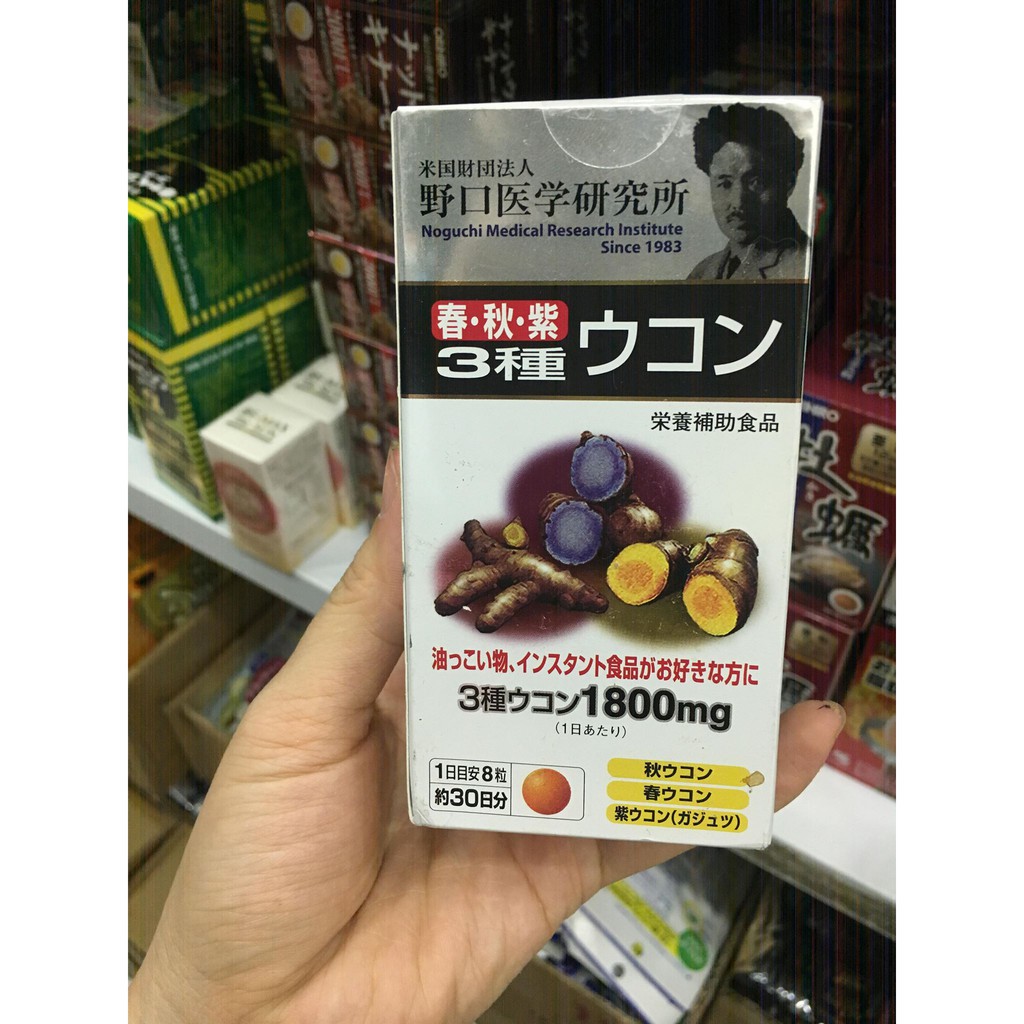 米国財団法人
野口医学研究所
Noguchi Medical Research Institute
Since 1983
春・秋・紫
3種ウコン
栄養補助食品
油っこい物、インスタント食品がお好きな方に
3種ウコン1800mg
(1日あたり)
1日目安8粒
約30日分
秋ウコン
春ウコン
紫ウコン(ガジュツ)